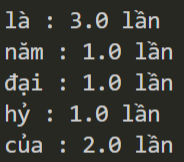 là : 3.0 lần
năm : 1.0 lần
đại : 1.0 lần
hỷ : 1.0 lần
của : 2.0 lần